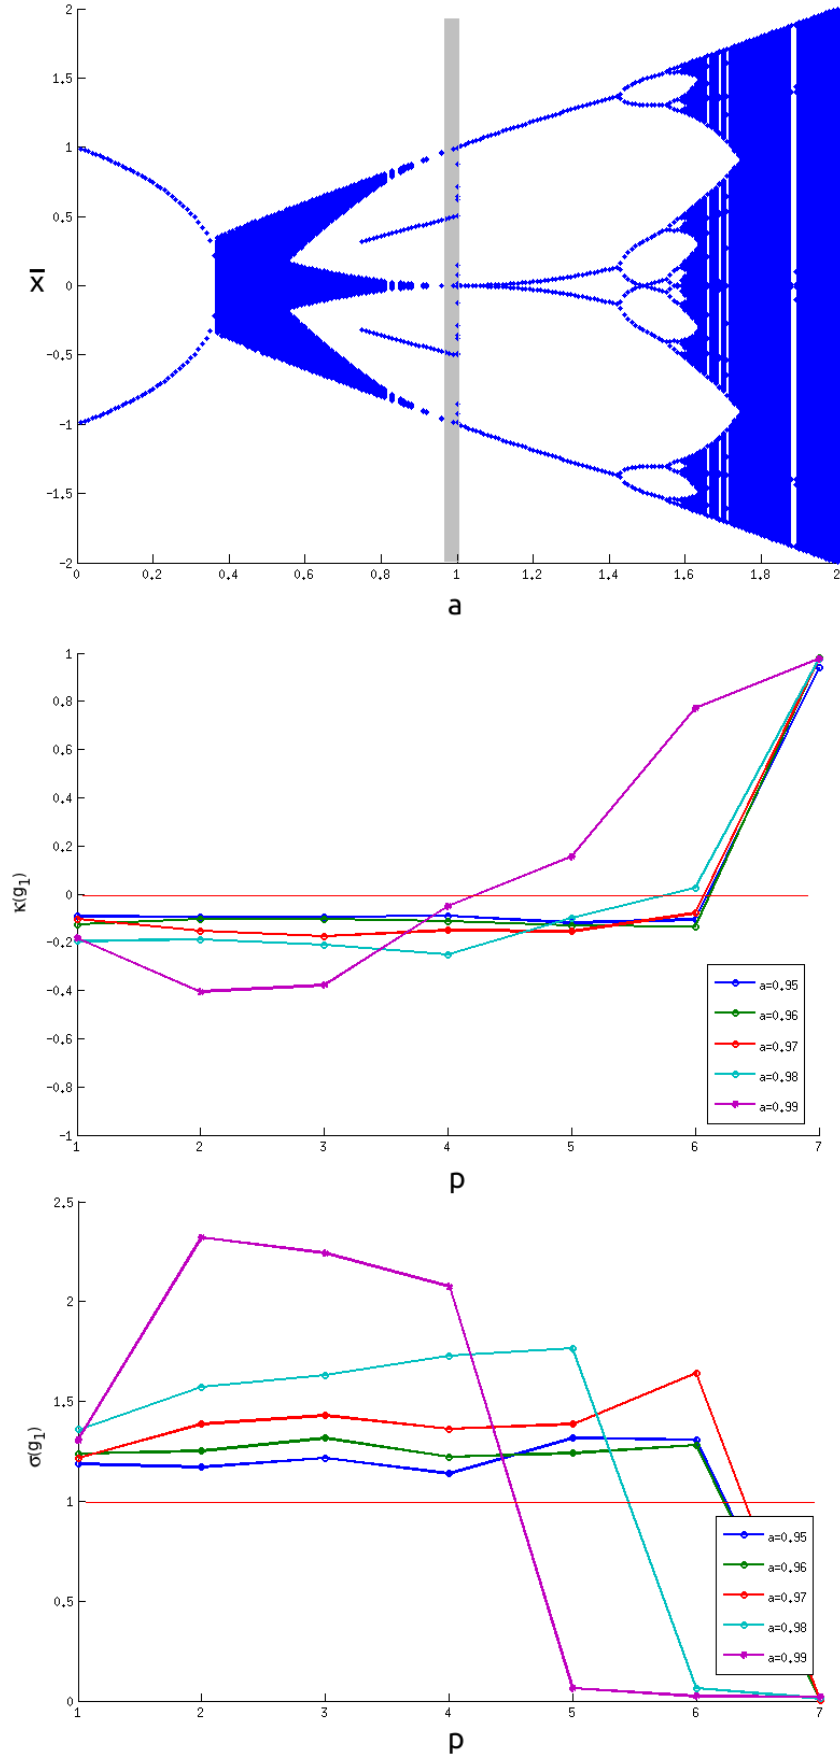 2
1.5
1
0.5
0
-0.5
-1
-1.5
-2
x̄
0 0.2 0.4 0.6 0.8 1 1.2 1.4 1.6 1.8 2
a
1
0.8
0.6
0.4
0.2
0
-0.2
-0.4
-0.6
-0.8
-1
κ(g1)
a=0.95
a=0.96
a=0.97
a=0.98
a=0.99
1 2 3 4 5 6 7
p
2.5
2
1.5
1
0.5
0
σ(g1)
a=0.95
a=0.96
a=0.97
a=0.98
a=0.99
1 2 3 4 5 6 7
p